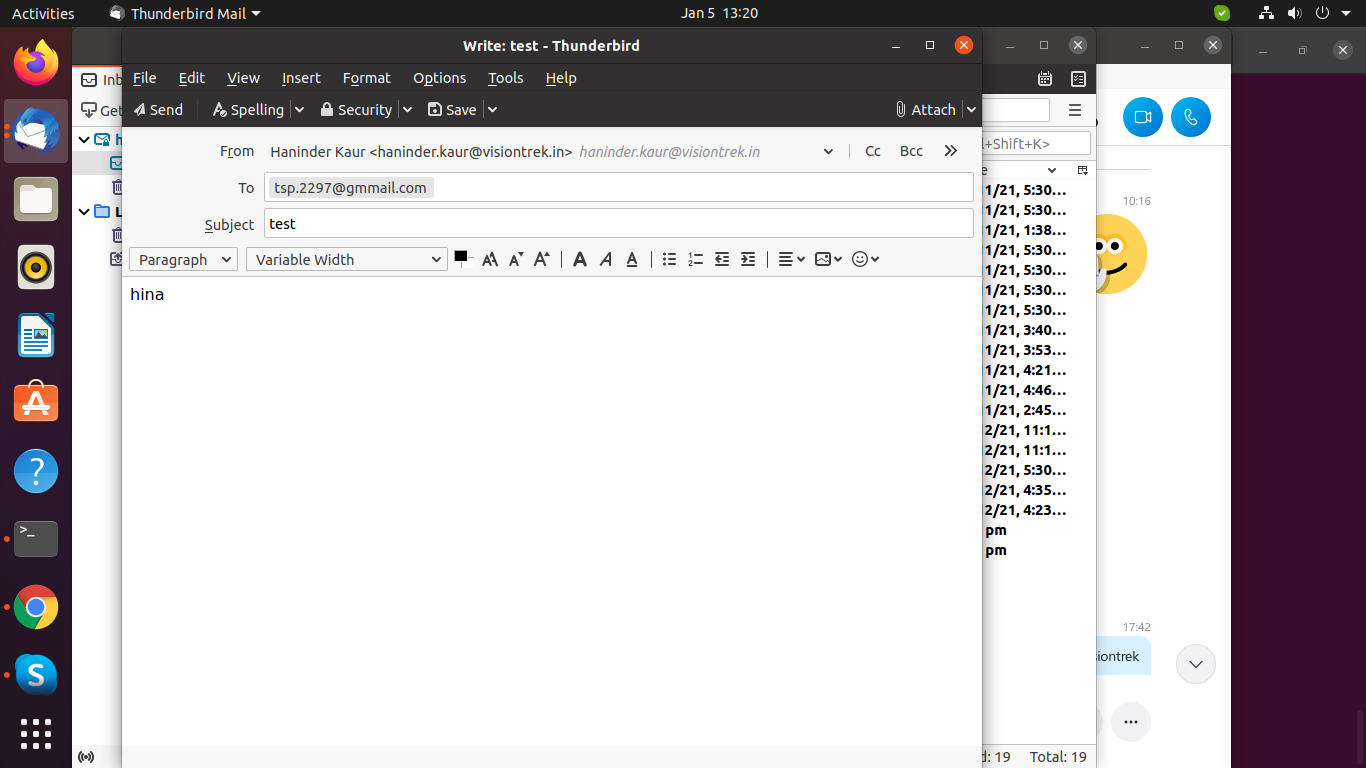 Activities Thunderbird Mail Jan 5 13:20
Write: test - Thunderbird
File Edit View Insert Format Options Tools Help
Send Spelling Security Save Attach
From Haninder Kaur <haninder.kaur@visiontrek.in> haninder.kaur@visiontrek.in Cc Bcc
To tsp.2297@gmmail.com
Subject test
Paragraph Variable Width
hina
Inb
Get
h
L
l+Shift+K>
e
1/21, 5:30...
1/21, 5:30...
1/21, 1:38...
1/21, 5:30...
1/21, 5:30...
1/21, 5:30...
1/21, 5:30...
1/21, 3:40...
1/21, 3:53...
1/21, 4:21...
1/21, 4:46...
1/21, 2:45...
2/21, 11:1...
2/21, 11:1...
2/21, 5:30...
2/21, 4:35...
2/21, 4:23...
pm
pm
d: 19 Total: 19
10:16
17:42
siontrek